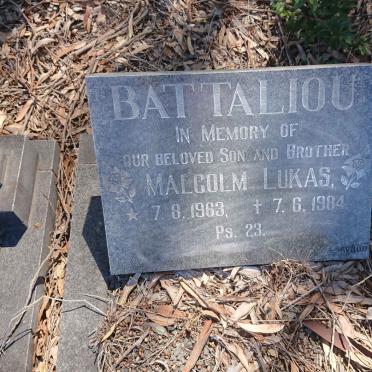 BATTALIOU
IN MEMORY OF
OUR BELOVED SON AND BROTHER
MALCOLM LUKAS,
★ 7.8.1963, † 7.6.1984
PS. 23.